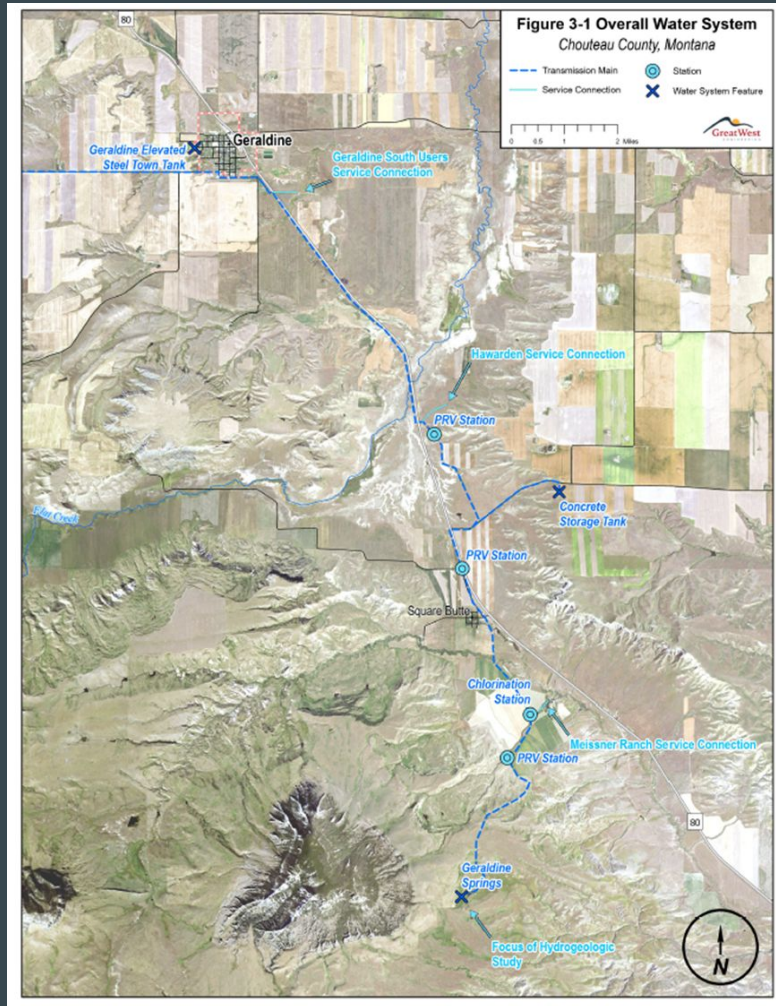 Figure 3-1 Overall Water System
Chouteau County, Montana
Transmission Main
Station
Service Connection
Water System Feature
0 0.5 1 2 Miles
GreatWest
80
Geraldine
Geraldine Elevated
Steel Town Tank
Geraldine South Users
Service Connection
Hawarden Service Connection
PRV Station
Concrete
Storage Tank
Flat Creek
PRV Station
Square Butte
Chlorination
Station
Meissner Ranch Service Connection
PRV Station
80
Geraldine
Springs
Focus of Hydrogeologic
Study
N